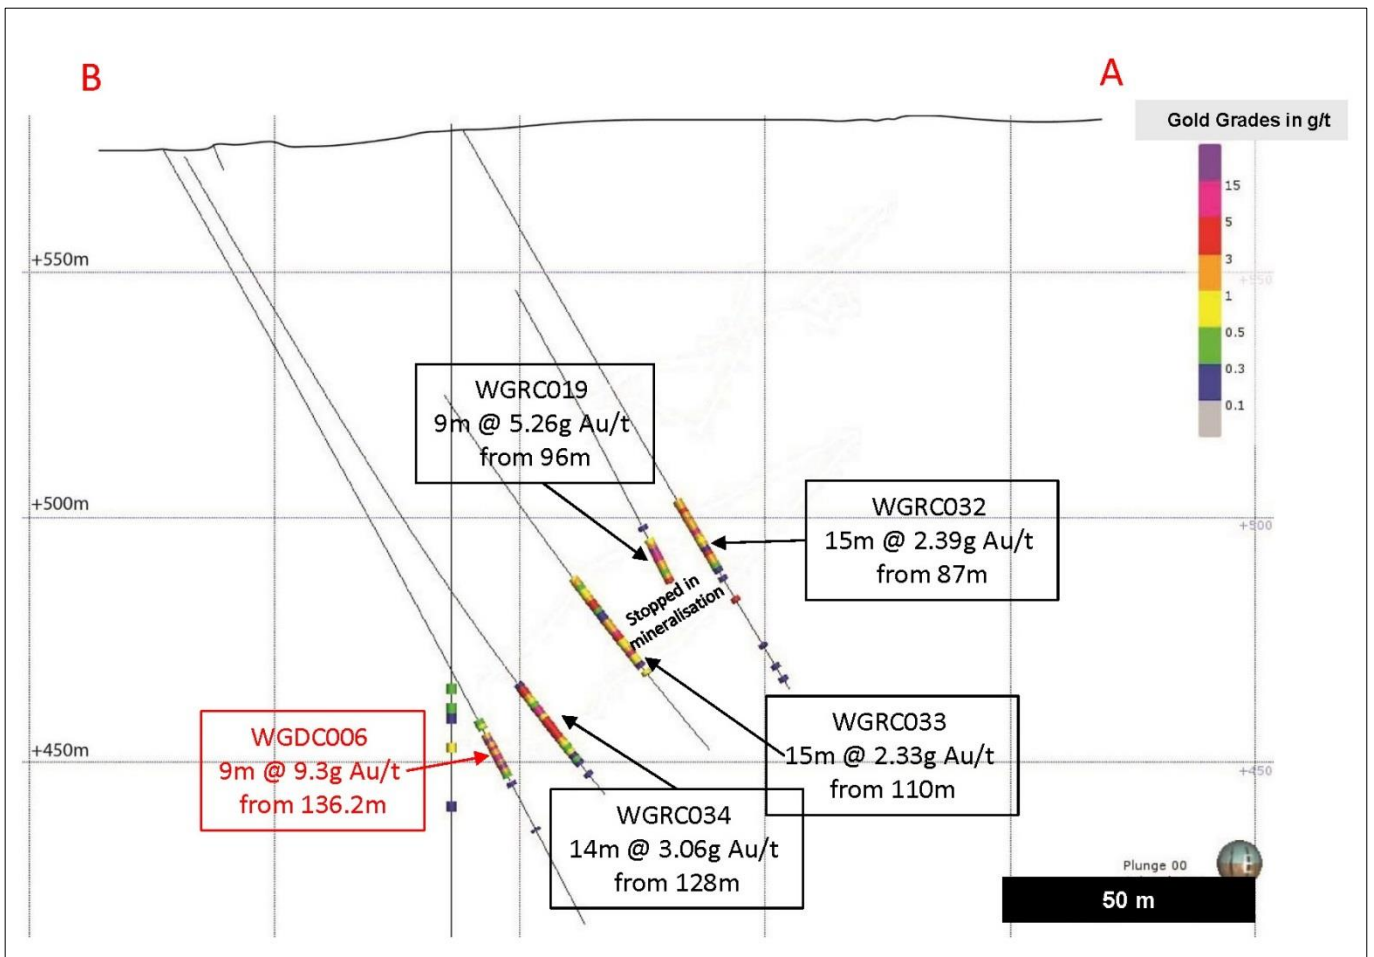 B
A
Gold Grades in g/t
15
5
3
1
0.5
0.3
0.1
+550m
+550
WGRC019
9m @ 5.26g Au/t
from 96m
+500m
+500
WGRC032
15m @ 2.39g Au/t
from 87m
Stopped in
mineralisation
WGRC033
15m @ 2.33g Au/t
from 110m
+450m
+450
WGDC006
9m @ 9.3g Au/t
from 136.2m
WGRC034
14m @ 3.06g Au/t
from 128m
Plunge 00
50 m